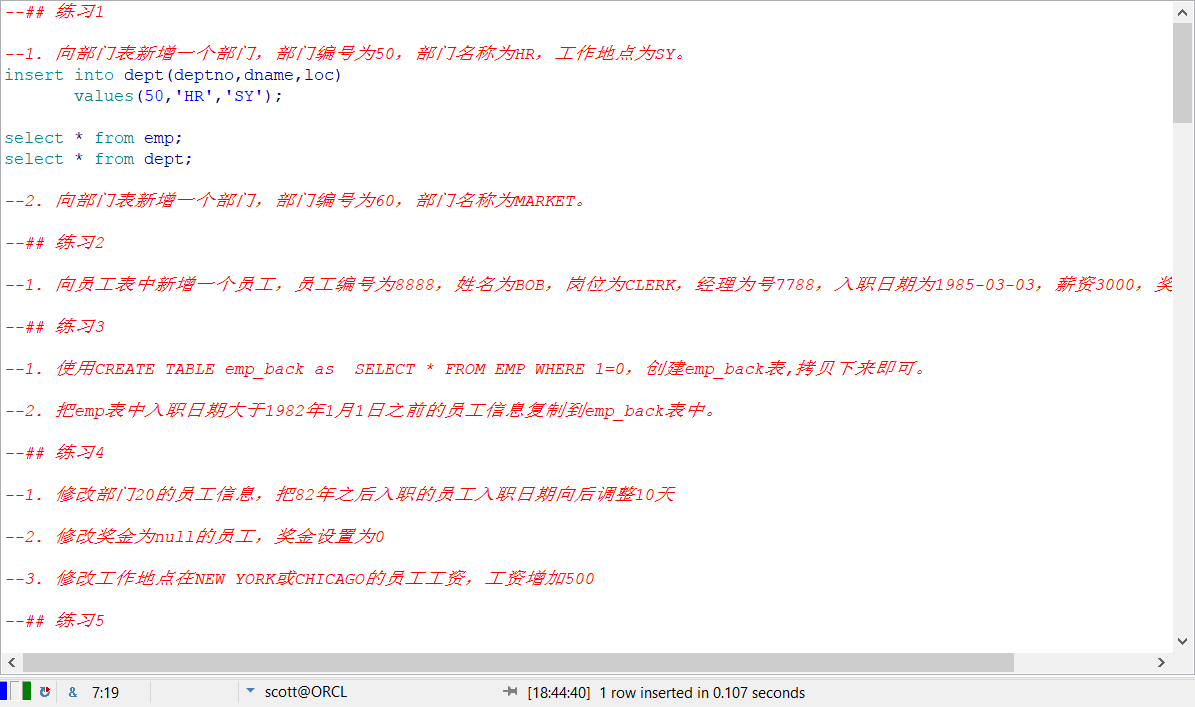 --## 练习1
--1. 向部门表新增一个部门，部门编号为50，部门名称为HR，工作地点为SY。
insert into dept(deptno,dname,loc)
values(50,'HR','SY');
select * from emp;
select * from dept;
--2. 向部门表新增一个部门，部门编号为60，部门名称为MARKET。
--## 练习2
--1. 向员工表中新增一个员工，员工编号为8888，姓名为BOB，岗位为CLERK，经理为号7788，入职日期为1985-03-03，薪资3000，奖
--## 练习3
--1. 使用CREATE TABLE emp_back as  SELECT * FROM EMP WHERE 1=0，创建emp_back表,拷贝下来即可。
--2. 把emp表中入职日期大于1982年1月1日之前的员工信息复制到emp_back表中。
--## 练习4
--1. 修改部门20的员工信息，把82年之后入职的员工入职日期向后调整10天
--2. 修改奖金为null的员工，奖金设置为0
--3. 修改工作地点在NEW YORK或CHICAGO的员工工资，工资增加500
--## 练习5
& 7:19 scott@ORCL [18:44:40] 1 row inserted in 0.107 seconds